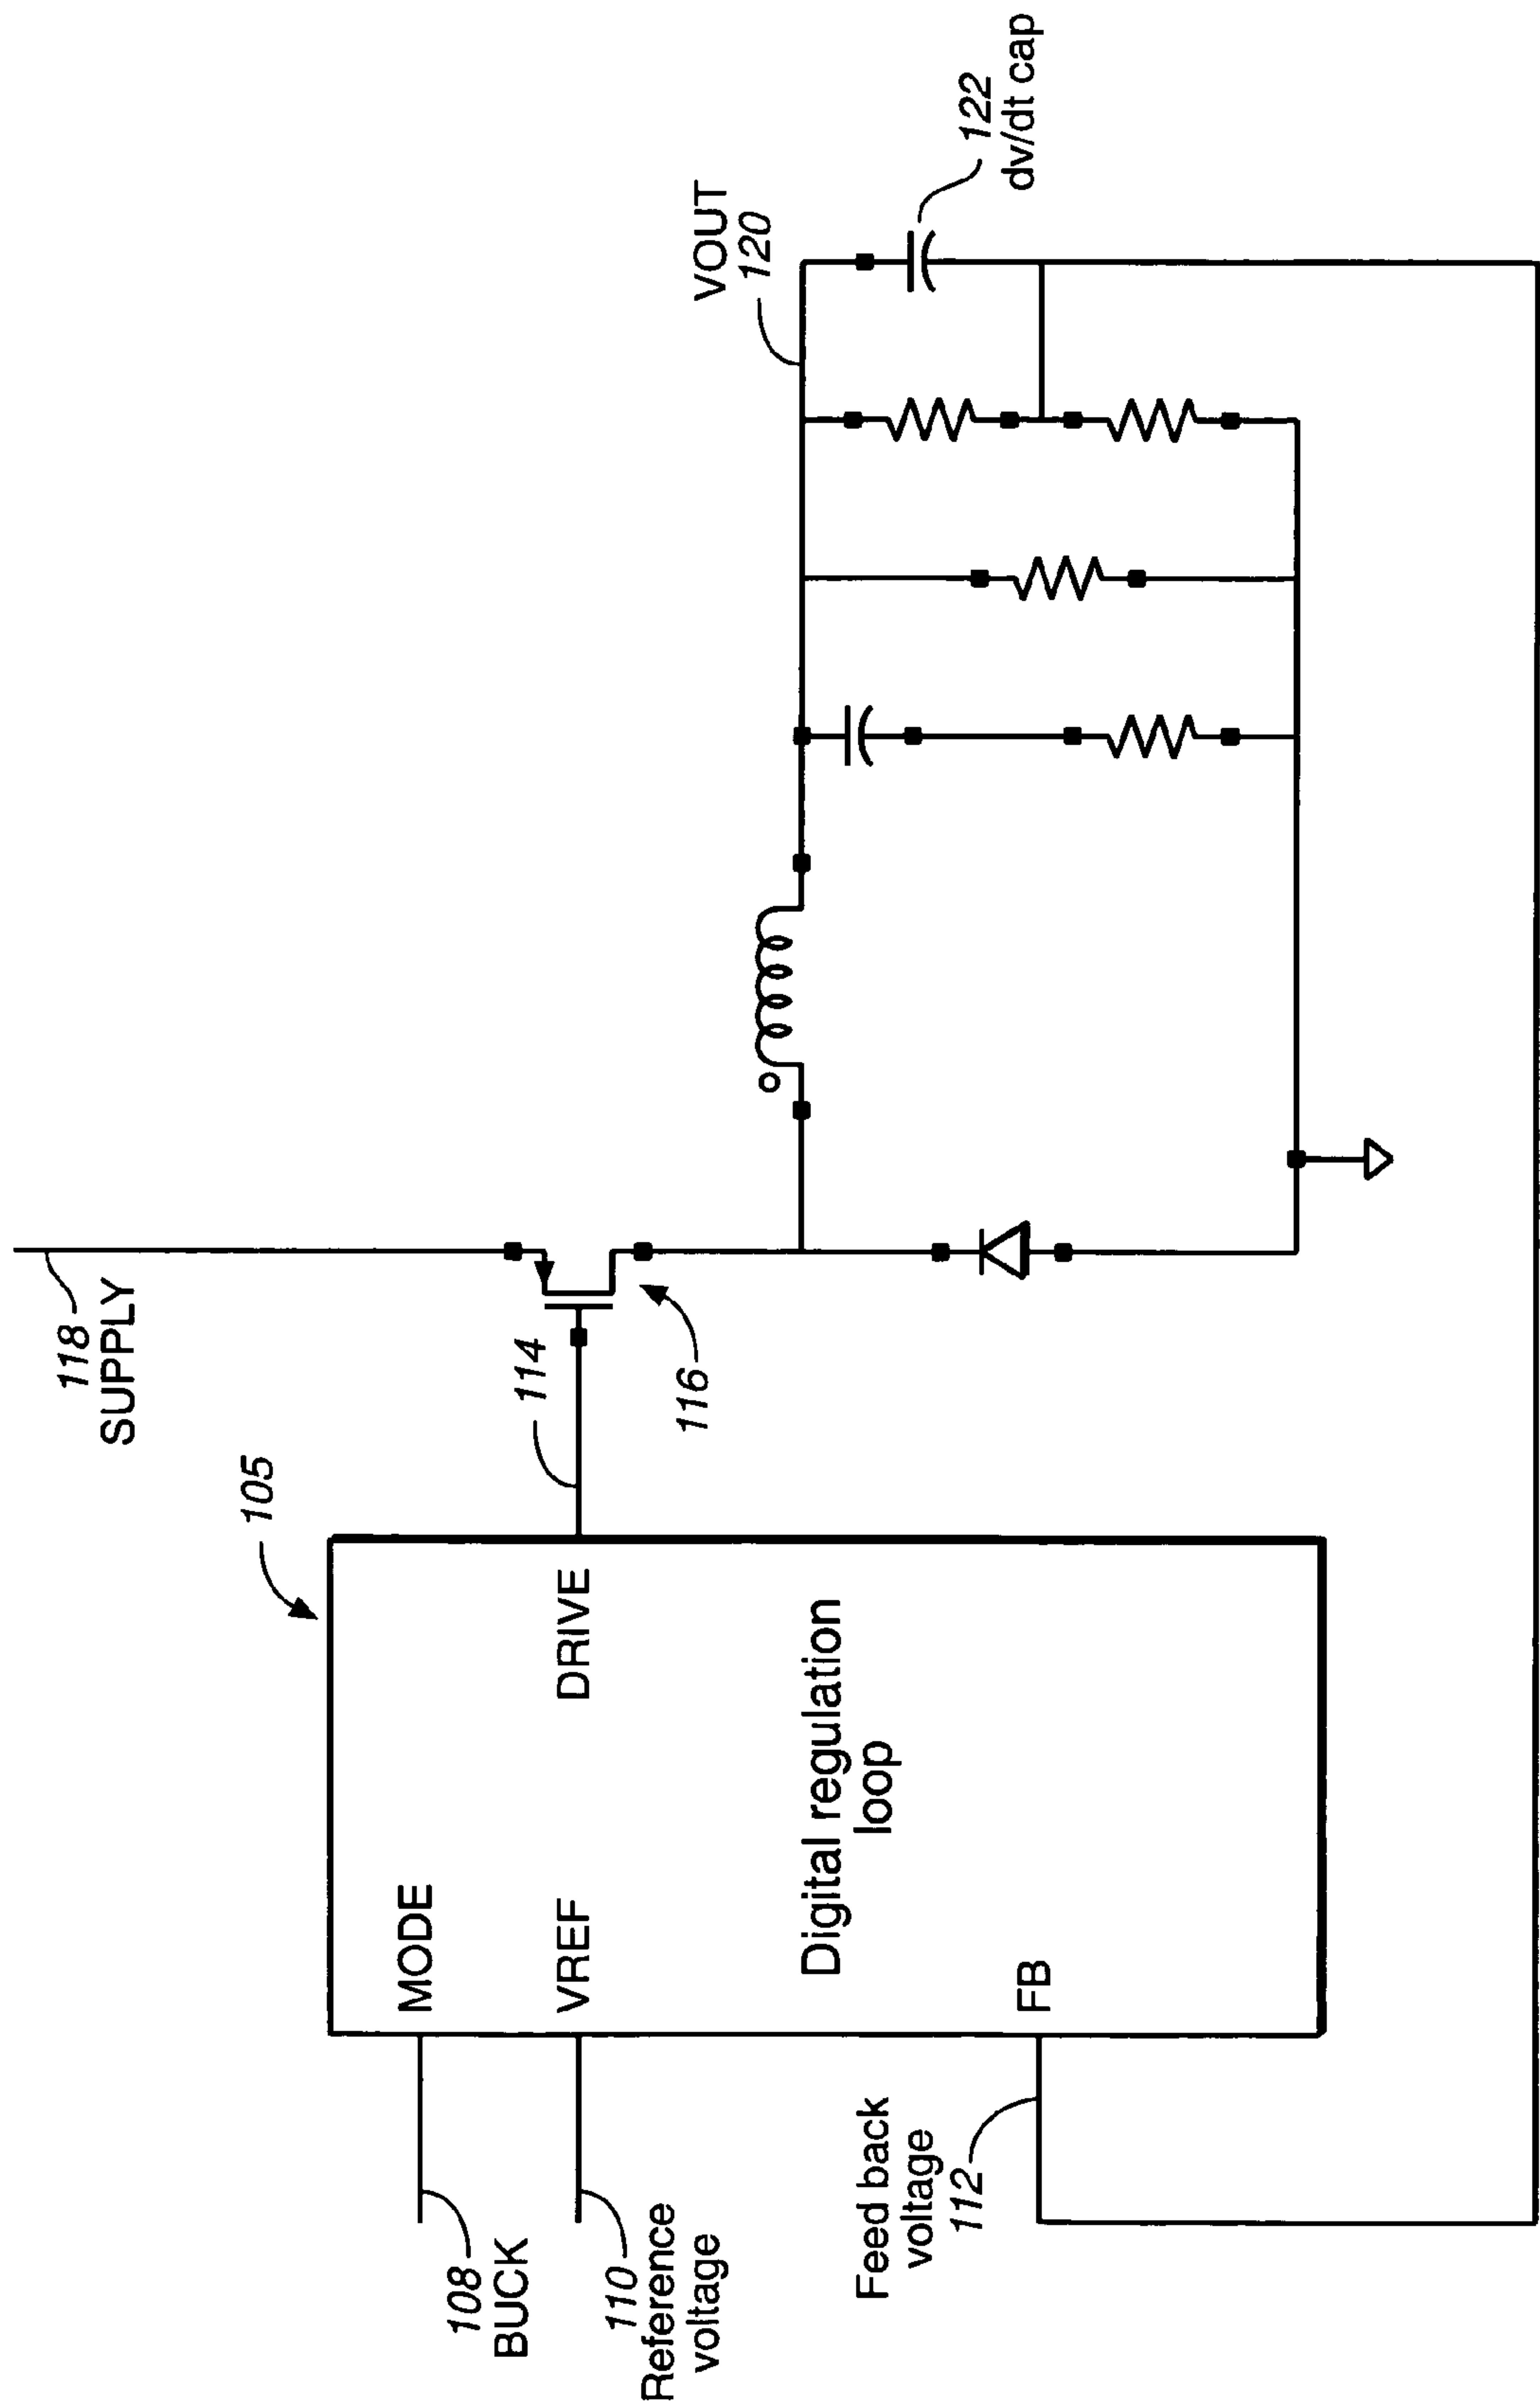 118
SUPPLY
105
114
116
MODE
DRIVE
108
BUCK
VREF
110
Reference
voltage
VOUT
120
122
dv/dt cap
Digital regulation
loop
FB
Feed back
voltage
112